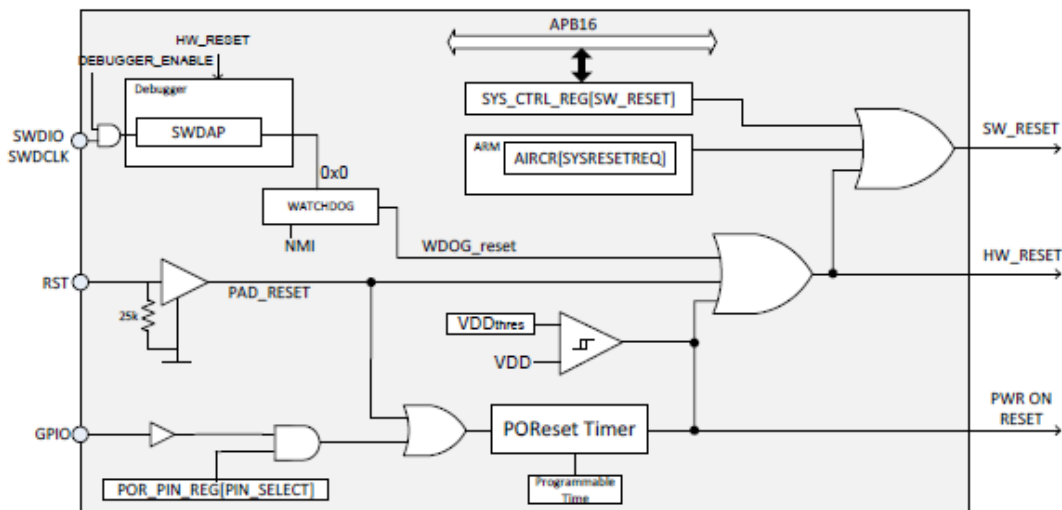 APB16
HW_RESET
DEBUGGER_ENABLE
Debugger
SWDAP
SWDIO
SWDCLK
0x0
WATCHDOG
NMI
SYS_CTRL_REG[SW_RESET]
ARM
AIRCR[SYSRESETREQ]
SW_RESET
WDOG_reset
HW_RESET
RST
PAD_RESET
25k
VDDthres
VDD
PWR ON
RESET
GPIO
POReset Timer
POR_PIN_REG[PIN_SELECT]
Programmable
Time